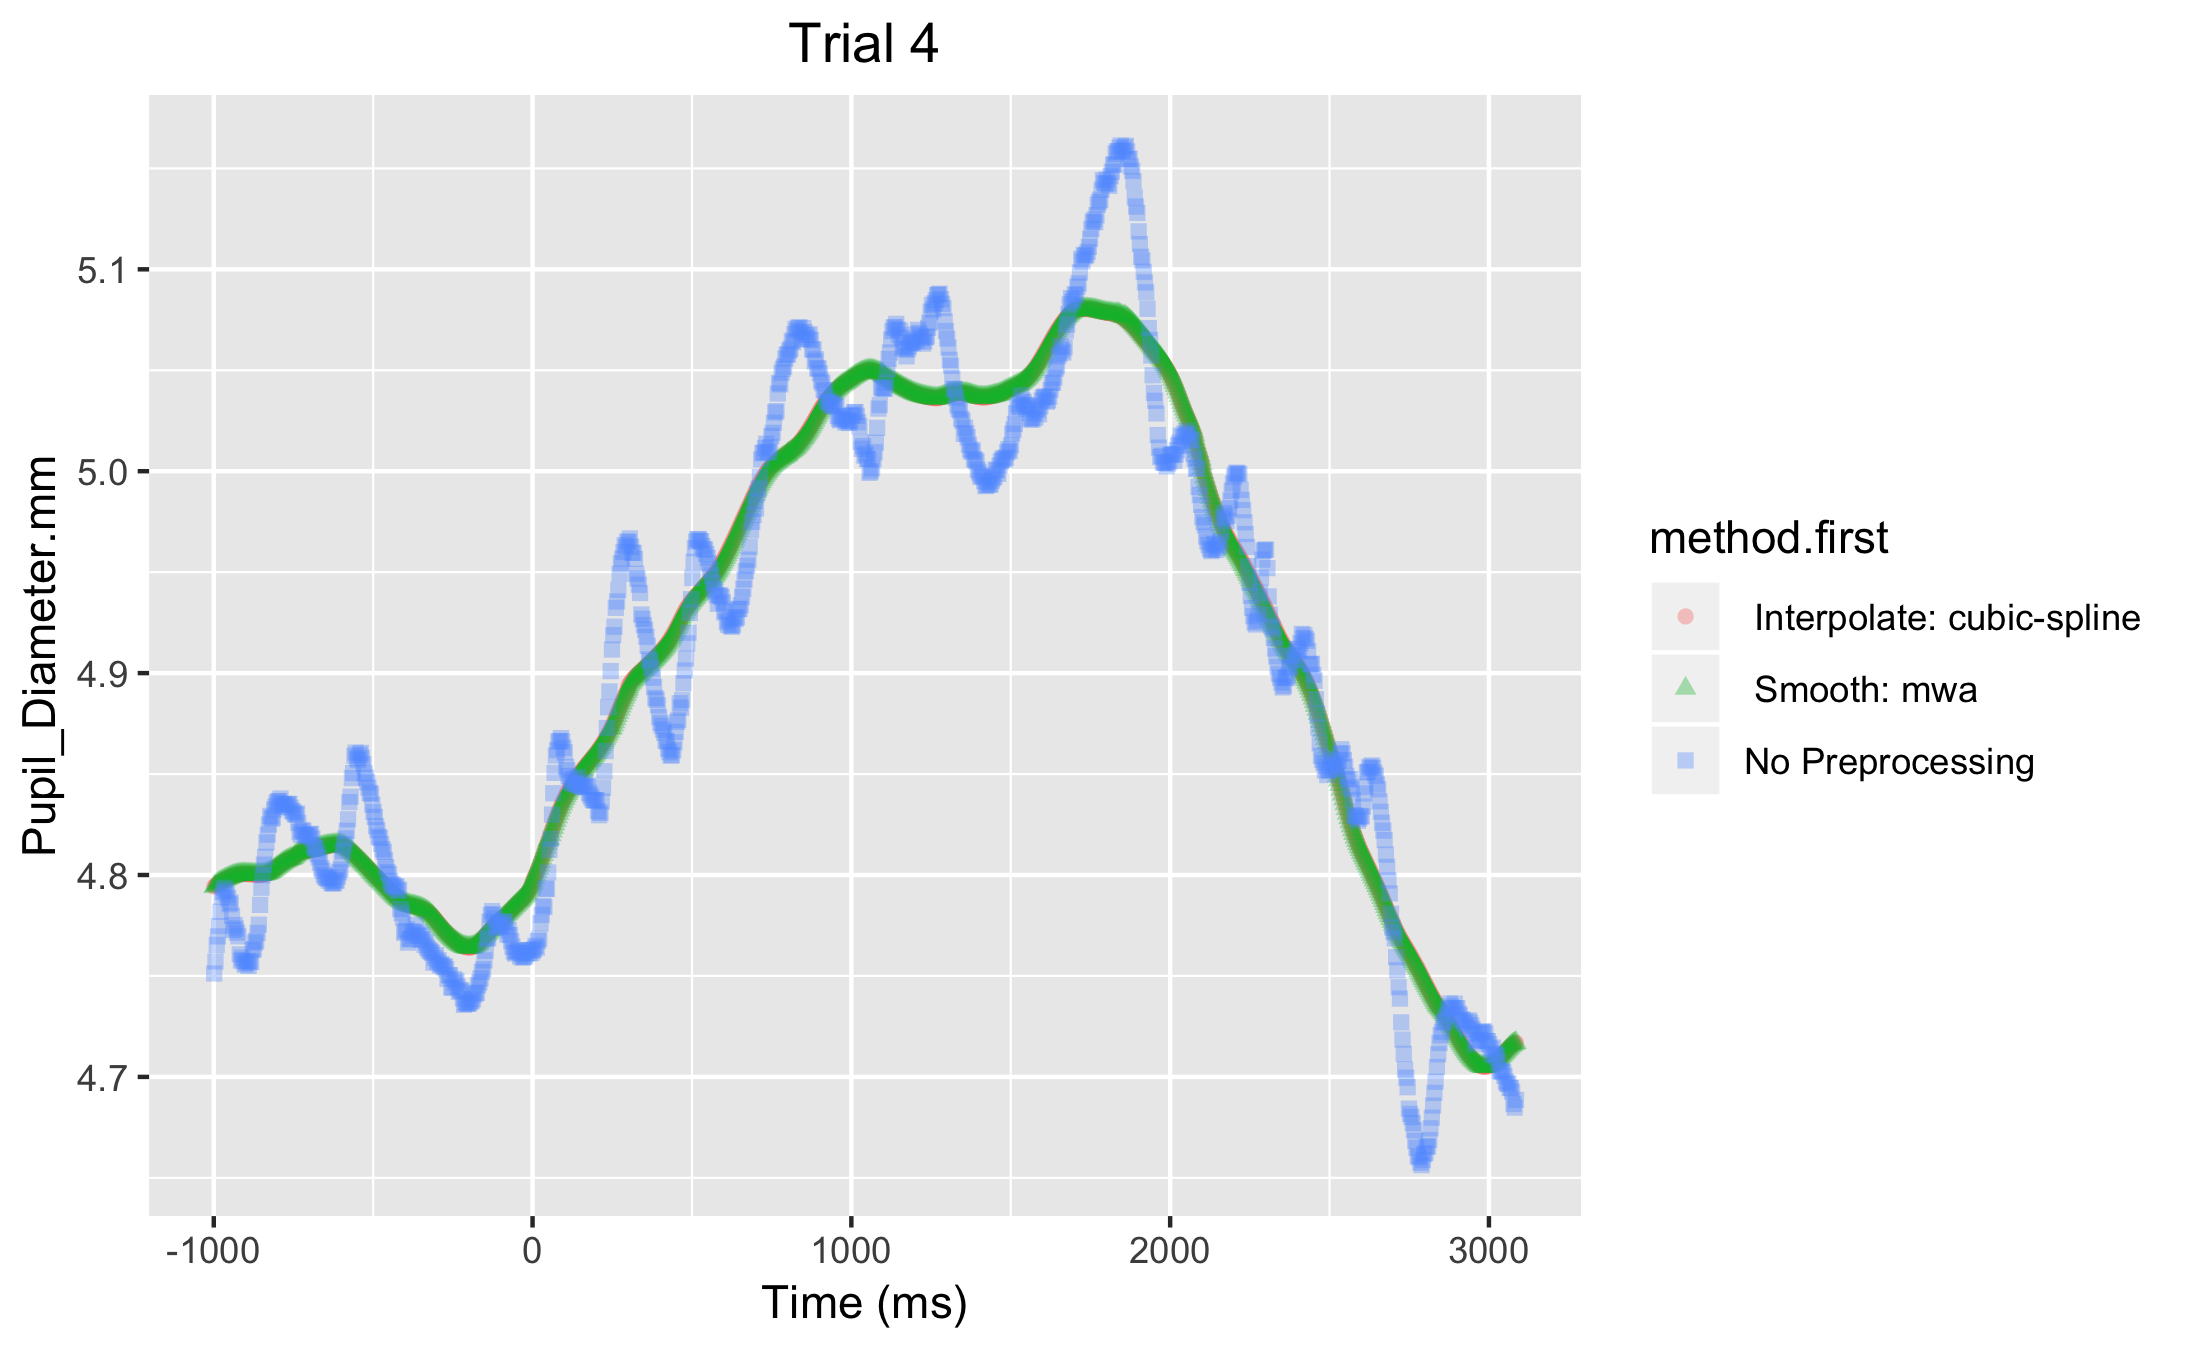 Trial 4
Pupil_Diameter.mm
5.1
5.0
4.9
4.8
4.7
-1000
0
1000
2000
3000
Time (ms)
method.first
Interpolate: cubic-spline
Smooth: mwa
No Preprocessing